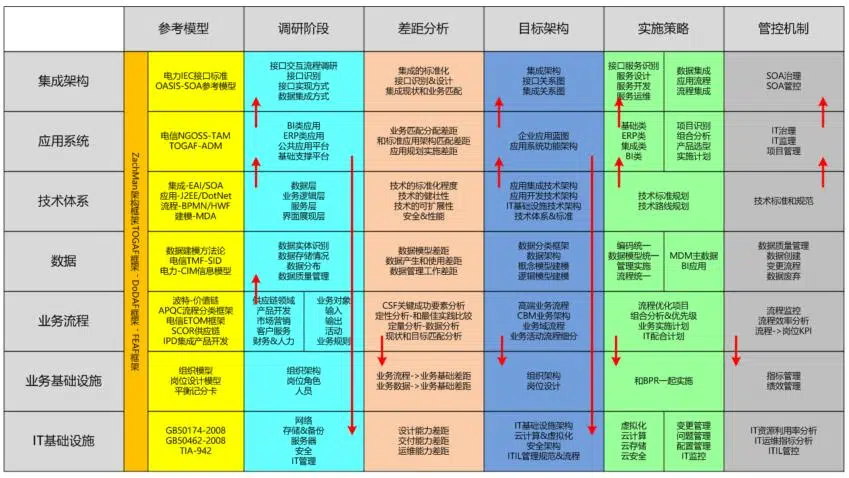 参考模型
调研阶段
差距分析
目标架构
实施策略
管控机制
ZachMan架构框架、TOGAF框架、DoDAF框架、FEAF框架
集成架构
电力IEC接口标准
OASIS-SOA参考模型
接口交互流程调研
接口识别
接口实现方式
数据集成方式
集成的标准化
接口识别&设计
集成现状和业务匹配
集成架构
接口关系图
集成关系图
接口服务识别
服务设计
服务开发
服务运维
数据集成
应用流程
流程集成
SOA治理
SOA管控
应用系统
电信NGOSS-TAM
TOGAF-ADM
BI类应用
ERP类应用
公共应用平台
基础支撑平台
业务匹配分配差距
和标准应用架构匹配差距
应用规划实施差距
企业应用蓝图
应用系统功能架构
基础类
ERP类
集成类
BI类
项目识别
组合分析
产品选型
实施计划
IT治理
IT监理
项目管理
技术体系
集成-EAI/SOA
应用-J2EE/DotNet
流程-BPMN/HWF
建模-MDA
数据层
业务逻辑层
服务层
界面展现层
技术的标准化程度
技术的健壮性
技术的可扩展性
安全&性能
应用集成技术架构
应用开发技术架构
IT基础设施技术架构
技术体系&标准
技术标准规划
技术路线规划
技术标准和规范
数据
数据建模方法论
电信TMF-SID
电力-CIM信息模型
数据实体识别
数据存储情况
数据分布
数据质量管理
数据模型差距
数据产生和使用差距
数据管理工作差距
数据分类框架
数据架构
概念模型建模
逻辑模型建模
编码统一
数据模型统一
管理实施
流程统一
MDM主数据
BI应用
数据质量管理
数据创建
变更流程
数据废弃
业务流程
波特-价值链
APQC流程分类框架
电信ETOM框架
SCOR供应链
IPD集成产品开发
供应链领域
产品开发
市场营销
客户服务
财务&人力
业务对象
输入
输出
活动
业务规则
CSF关键成功要素分析
定性分析-和最佳实践比较
定量分析-数据分析
现状和目标匹配分析
高端业务流程
CBM业务架构
业务域流程
业务活动流程细分
流程优化项目
组合分析&优先级
业务实施计划
IT配合计划
流程监控
流程效率分析
流程->岗位KPI
业务基础设施
组织模型
岗位设计模型
平衡记分卡
组织架构
岗位角色
人员
业务流程->业务基础差距
业务数据->业务基础差距
组织架构
岗位设计
和BPR一起实施
指标管理
绩效管理
IT基础设施
GB50174-2008
GB50462-2008
TIA-942
网络
存储&备份
服务器
安全
IT管理
设计能力差距
交付能力差距
运维能力差距
IT基础设施架构
云计算&虚拟化
安全架构
ITIL管理规范&流程
虚拟化
云计算
云存储
云安全
变更管理
问题管理
配置管理
IT监控
IT资源利用率分析
IT运维指标分析
ITIL管控